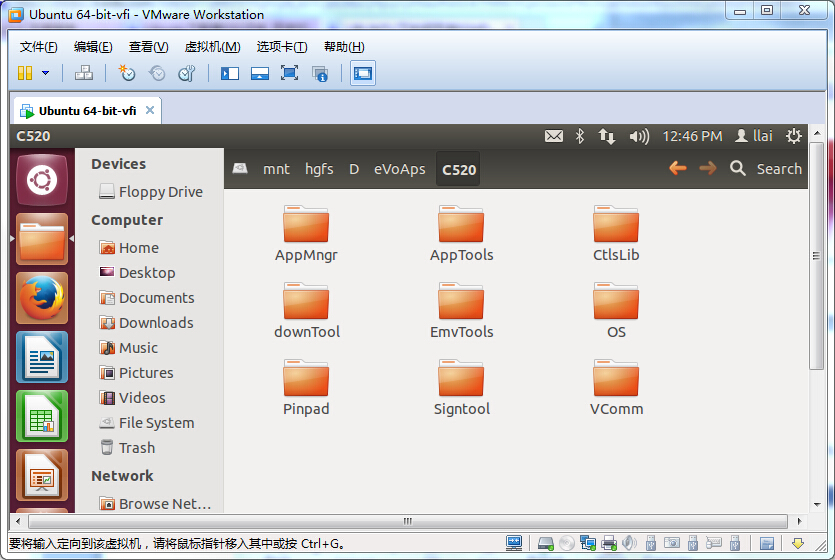 Ubuntu 64-bit-vfi - VMware Workstation
文件(F) 编辑(E) 查看(V) 虚拟机(M) 选项卡(T) 帮助(H)
Ubuntu 64-bit-vfi
C520 12:46 PM llai
Devices
Floppy Drive
Computer
Home
Desktop
Documents
Downloads
Music
Pictures
Videos
File System
Trash
Network
Browse Net...
mnt hgfs D eVoAps C520 Search
AppMngr AppTools CtlsLib
downTool EmvTools OS
Pinpad Signtool VComm
要将输入定向到该虚拟机，请将鼠标指针移入其中或按 Ctrl+G。